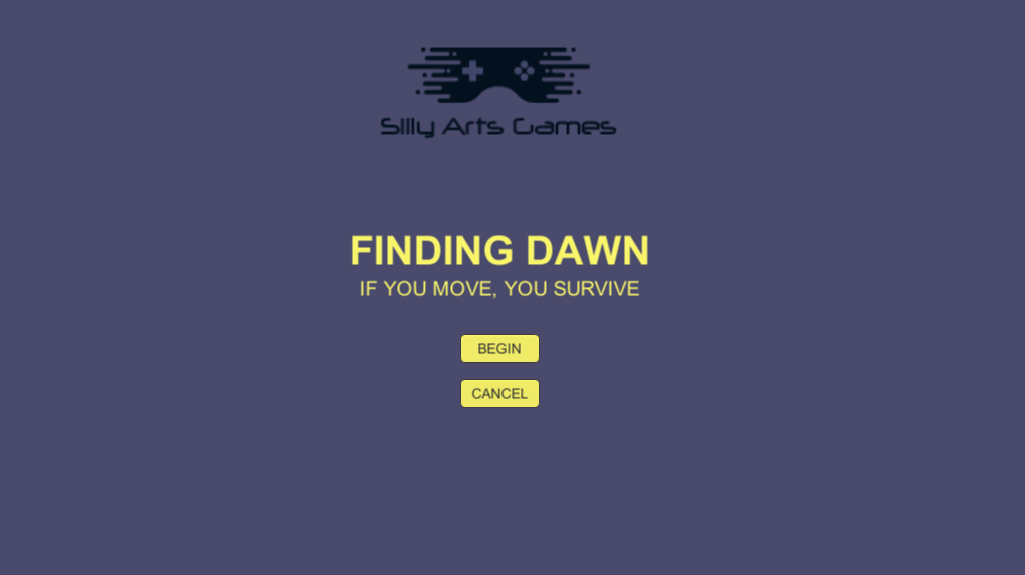 Silly Arts Games
FINDING DAWN
IF YOU MOVE, YOU SURVIVE
BEGIN
CANCEL